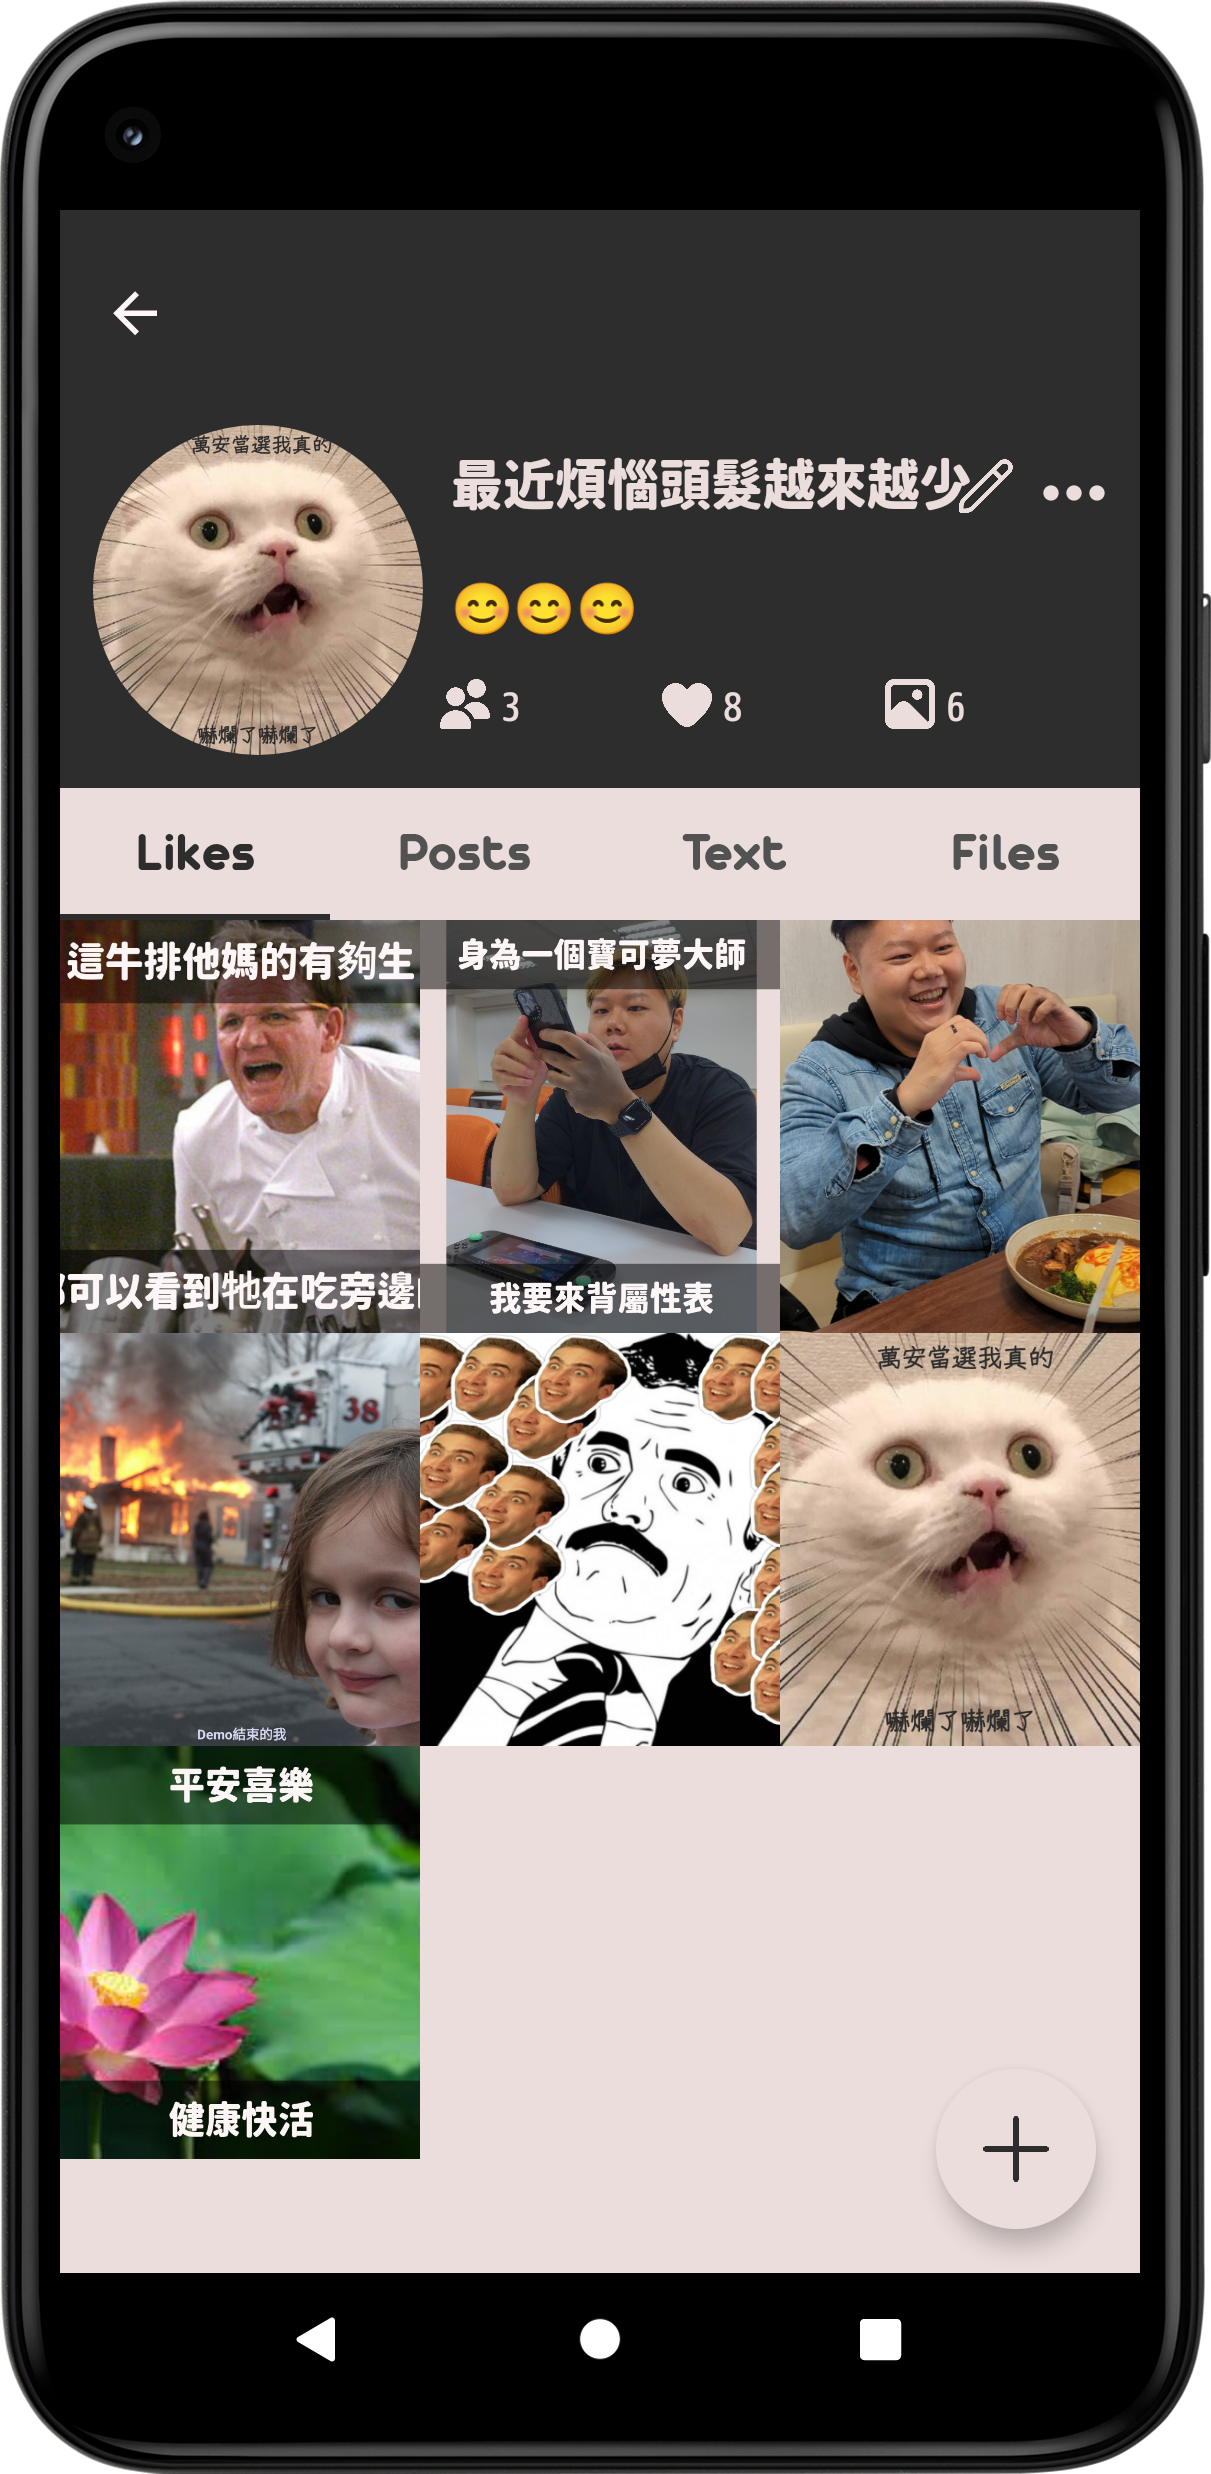 萬安當選我真的
嚇爛了嚇爛了
最近煩惱頭髮越來越少
😊😊😊
3
8
6
Likes
Posts
Text
Files
這牛排他媽的有夠生
身為一個寶可夢大師
可以看到牠在吃旁邊
我要來背屬性表
38
Demo結束的我
萬安當選我真的
嚇爛了嚇爛了
平安喜樂
健康快活